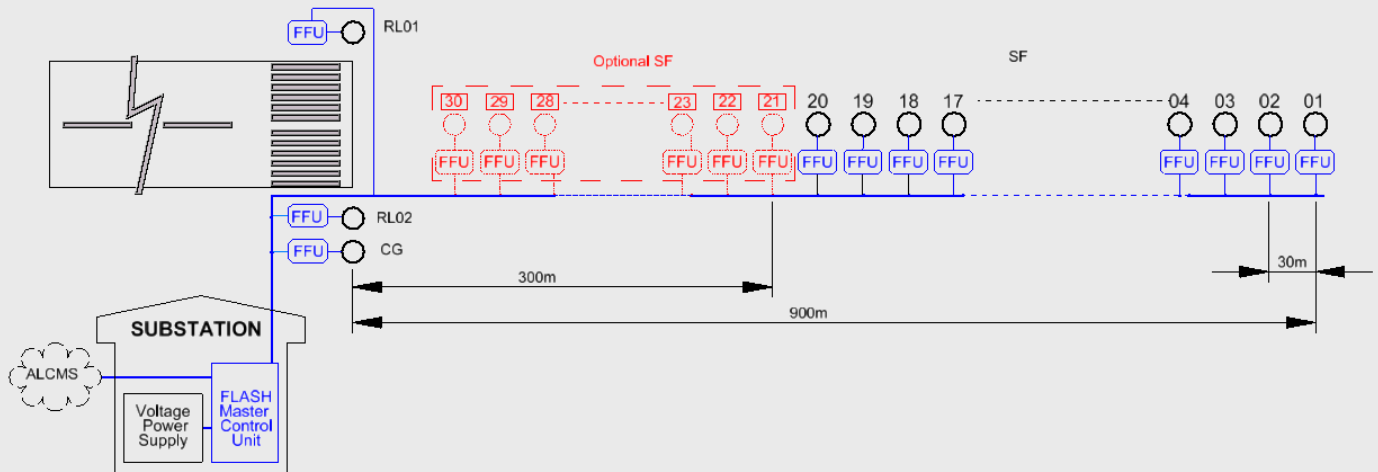 FFU
RL01
Optional SF
SF
30 29 28 23 22 21 20 19 18 17 04 03 02 01
FFU FFU FFU FFU FFU FFU FFU FFU FFU FFU FFU FFU FFU FFU
FFU RL02
FFU CG
30m
300m
900m
SUBSTATION
ALCMS
Voltage
Power
Supply
FLASH
Master
Control
Unit